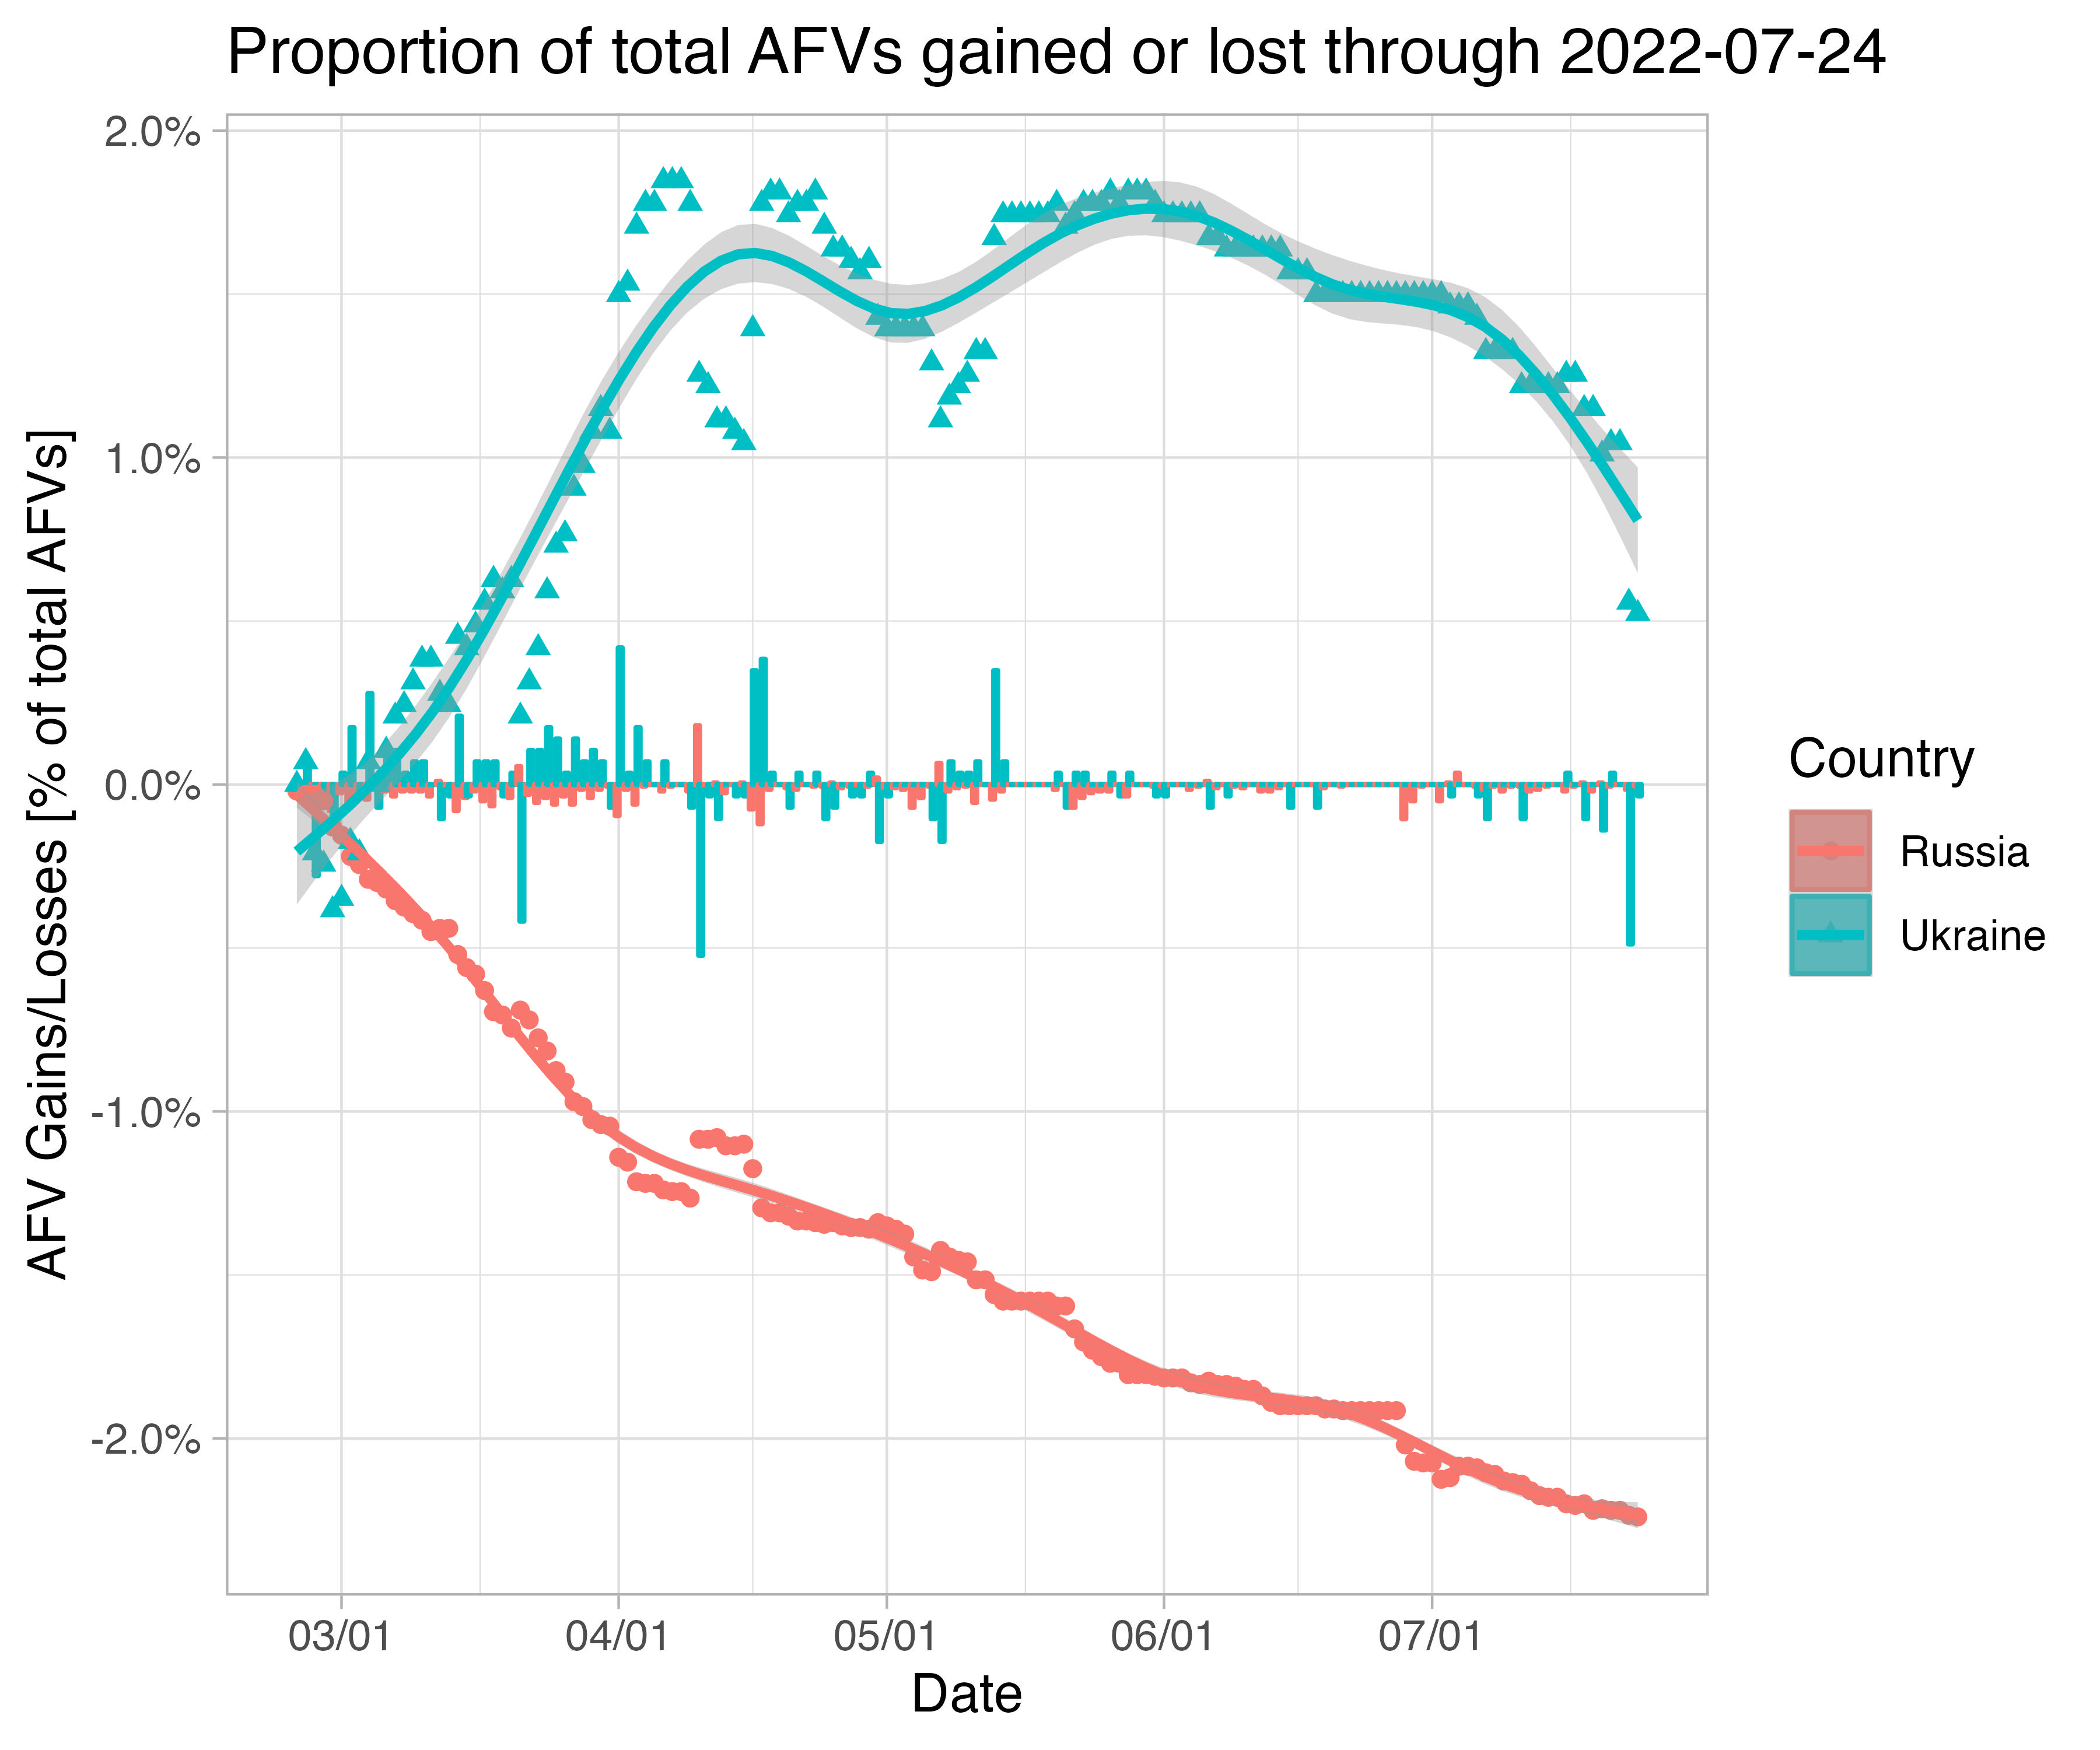 Proportion of total AFVs gained or lost through 2022-07-24
AFV Gains/Losses [% of total AFVs]
2.0%
1.0%
0.0%
-1.0%
-2.0%
03/01
04/01
05/01
06/01
07/01
Date
Country
Russia
Ukraine